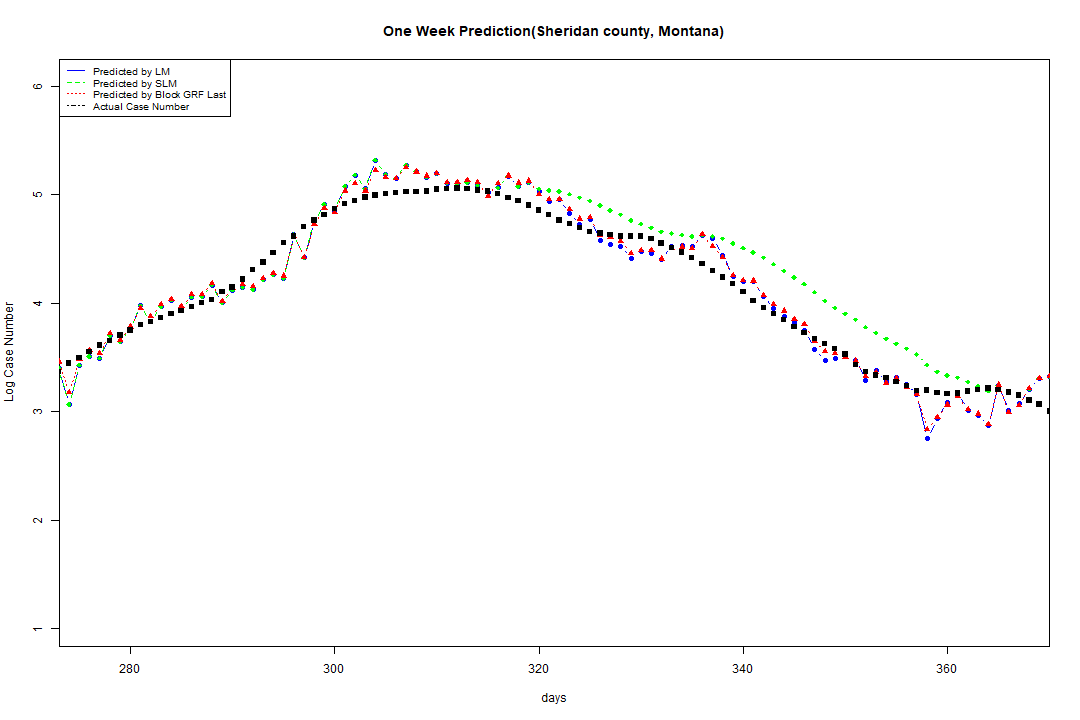 One Week Prediction(Sheridan county, Montana)
Predicted by LM
Predicted by SLM
Predicted by Block GRF Last
Actual Case Number
6
5
4
3
2
1
Log Case Number
280 300 320 340 360
days